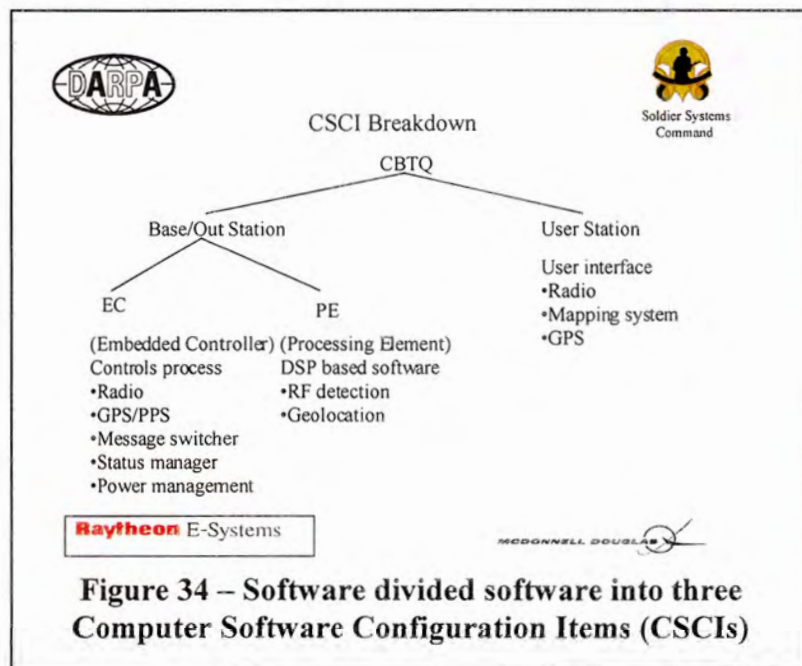 DARPA
Soldier Systems
Command
CSCI Breakdown
CBTQ
Base/Out Station
User Station
EC
PE
User interface
•Radio
•Mapping system
•GPS
(Embedded Controller) (Processing Element)
Controls process
DSP based software
•Radio
•RF detection
•GPS/PPS
•Geolocation
•Message switcher
•Status manager
•Power management
Raytheon E-Systems
MCDONNELL DOUGLAS
Figure 34 – Software divided software into three
Computer Software Configuration Items (CSCIs)